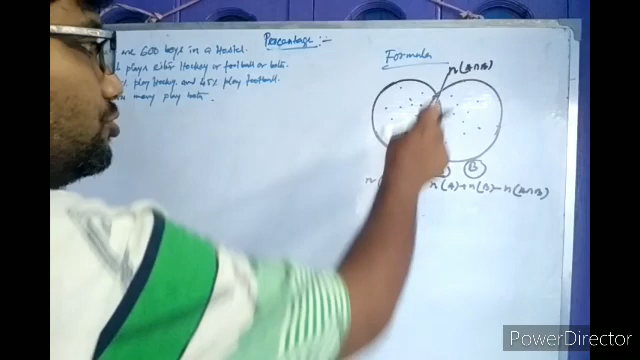 Percentage :-
are 600 boys in a Hostel.
plays either Hockey or football or both.
% play Hockey and 45% play football.
many play both.
Formula
n(A∩B)
B
n(A) + n(B) - n(A∩B)
PowerDirector